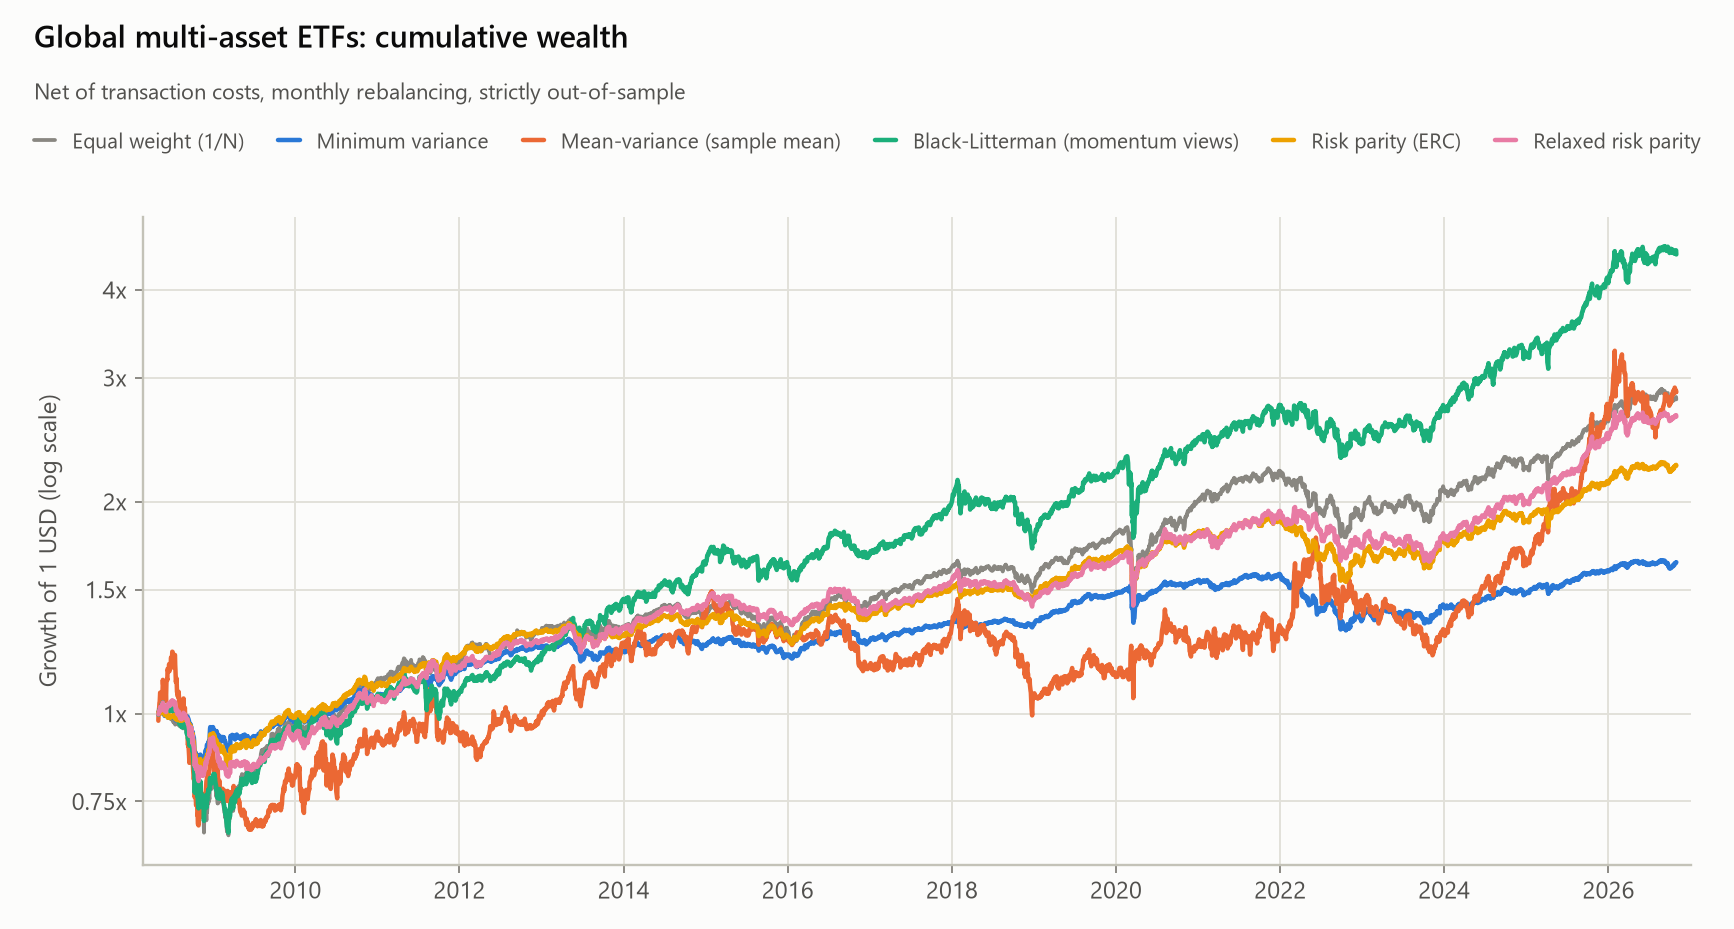 Global multi-asset ETFs: cumulative wealth
Net of transaction costs, monthly rebalancing, strictly out-of-sample
Equal weight (1/N) Minimum variance Mean-variance (sample mean) Black-Litterman (momentum views) Risk parity (ERC) Relaxed risk parity
Growth of 1 USD (log scale)
4x
3x
2x
1.5x
1x
0.75x
2010 2012 2014 2016 2018 2020 2022 2024 2026